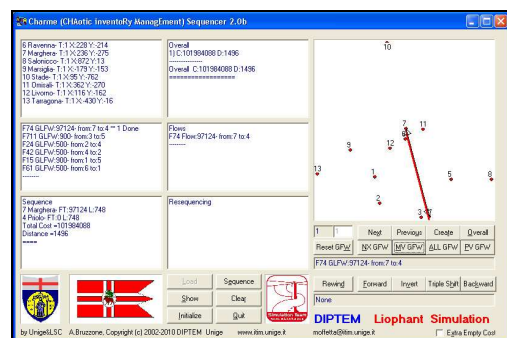 Charme (CHAotic inventoRy ManagEment) Sequencer 2.0b
6 Ravenna- T:1 X:228 Y:-214
7 Marghera- T:1 X:236 Y:-275
8 Salonicco- T:1 X:872 Y:13
9 Marsiglia- T:1 X:-179 Y:-153
10 Stade- T:1 X:95 Y:-762
11 Omisali- T:1 X:362 Y:-270
12 Livorno- T:1 X:116 Y:-162
13 Tarragona- T:1 X:-430 Y:-16
Overall
1) C:101984088 D:1496
----------------
Overall C:101984088 D:1496
==================
F74 GLFW:97124- from:7 to:4 ** 1 Done
F711 GLFW:900- from:3 to:5
F24 GLFW:500- from:2 to:4
F42 GLFW:500- from:4 to:2
F15 GLFW:900- from:1 to:5
F61 GLFW:500- from:6 to:1
--------
Flows
F74 Flow:97124- from:7 to:4
--------
Sequence
7 Marghera- FT:97124 L:748
4 Priolo- FT:0 L:748
Total Cost =101984088
Distance =1496
====
Resequencing
10
7
11
6
9
12
13
1
5
8
2
3
1
1
Next
Previous
Create
Overall
Reset GFW
NX GFW
MV GFW
ALL GFW
PV GFW
F74 GLFW:97124- from:7 to:4
Load
Sequence
Show
Clear
Initialize
Quit
Simulation Team
Rewind
Forward
Invert
Triple Shift
Backward
None
DIPTEM Liophant Simulation
by Unige&LSC A.Bruzzone, Copyright (c) 2002-2010 DIPTEM Unige www.itim.unige.it moffetta@itim.unige.it
Extra Empty Cost